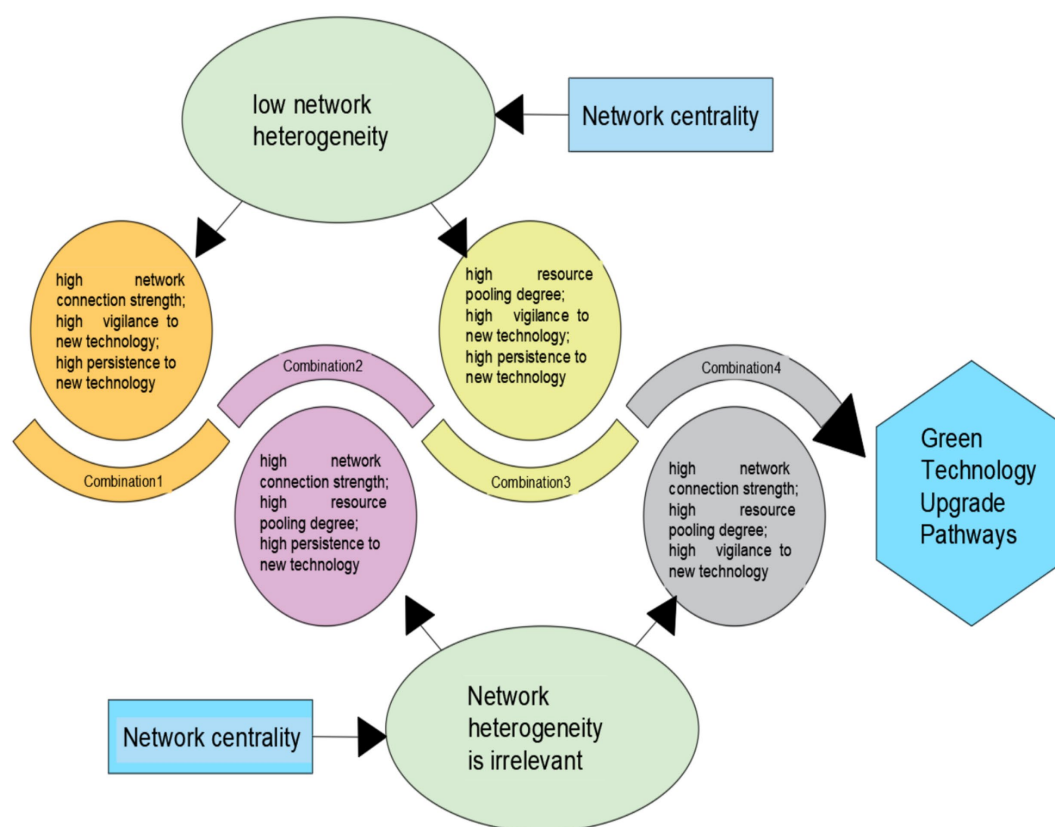 low network
heterogeneity
Network centrality
high network
connection strength;
high vigilance to
new technology;
high persistence to
new technology
high resource
pooling degree;
high vigilance to
new technology;
high persistence to
new technology
Combination2
Combination4
Combination1
Combination3
high network
connection strength;
high resource
pooling degree;
high persistence to
new technology
high network
connection strength;
high resource
pooling degree;
high vigilance to
new technology
Green
Technology
Upgrade
Pathways
Network centrality
Network
heterogeneity
is irrelevant